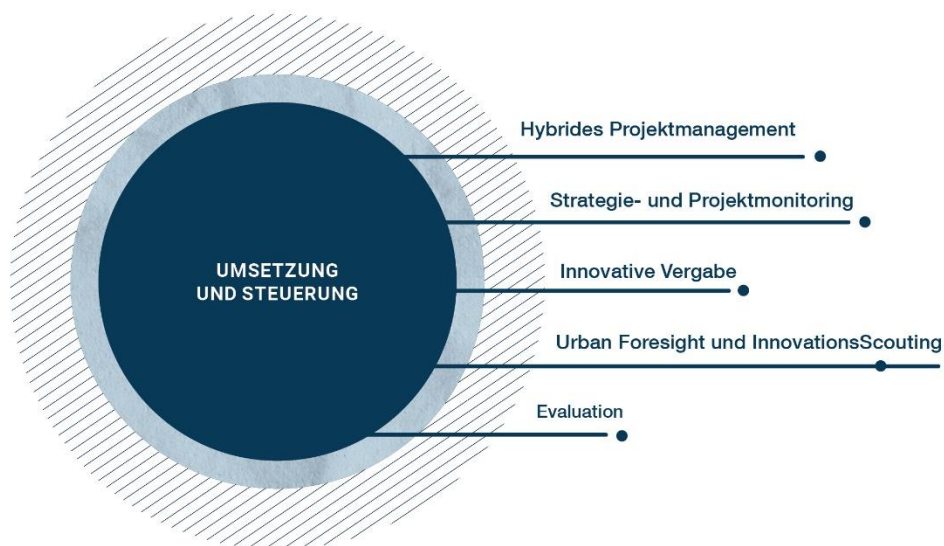 Hybrides Projektmanagement
Strategie- und Projektmonitoring
UMSETZUNG
UND STEUERUNG
Innovative Vergabe
Urban Foresight und InnovationsScouting
Evaluation